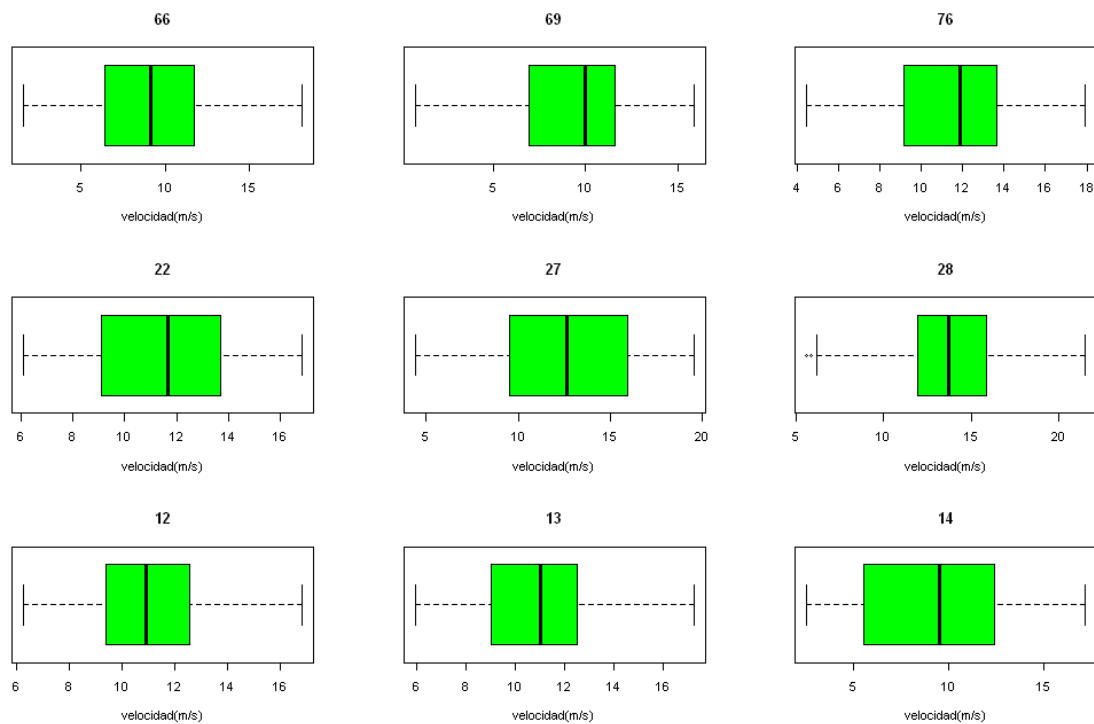 66
5 10 15
velocidad(m/s)
69
5 10 15
velocidad(m/s)
76
4 6 8 10 12 14 16 18
velocidad(m/s)
22
6 8 10 12 14 16
velocidad(m/s)
27
5 10 15 20
velocidad(m/s)
28
5 10 15 20
velocidad(m/s)
12
6 8 10 12 14 16
velocidad(m/s)
13
6 8 10 12 14 16
velocidad(m/s)
14
5 10 15
velocidad(m/s)